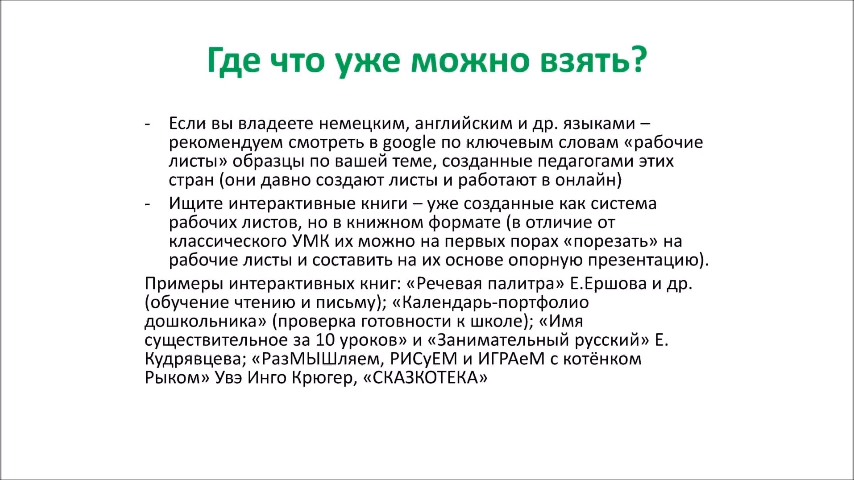 Где что уже можно взять?
- Если вы владеете немецким, английским и др. языками –
рекомендуем смотреть в google по ключевым словам «рабочие
листы» образцы по вашей теме, созданные педагогами этих
стран (они давно создают листы и работают в онлайн)
- Ищите интерактивные книги – уже созданные как система
рабочих листов, но в книжном формате (в отличие от
классического УМК их можно на первых порах «порезать» на
рабочие листы и составить на их основе опорную презентацию).
Примеры интерактивных книг: «Речевая палитра» Е.Ершова и др.
(обучение чтению и письму); «Календарь-портфолио
дошкольника» (проверка готовности к школе); «Имя
существительное за 10 уроков» и «Занимательный русский» Е.
Кудрявцева; «РазМЫШляем, РИСуЕМ и ИГРАеМ с котёнком
Рыком» Увэ Инго Крюгер, «СКАЗКОТЕКА»